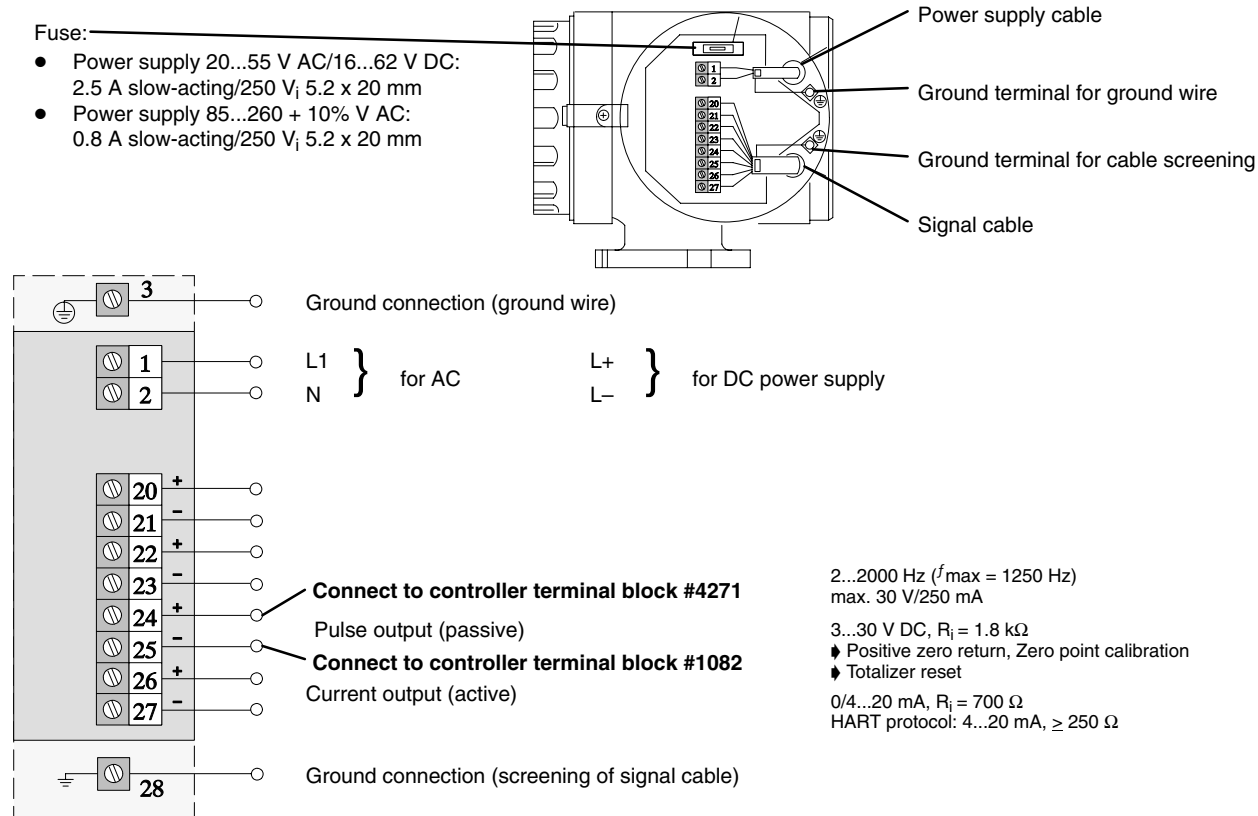 Fuse:
● Power supply 20...55 V AC/16...62 V DC:
2.5 A slow-acting/250 Vi 5.2 x 20 mm
● Power supply 85...260 + 10% V AC:
0.8 A slow-acting/250 Vi 5.2 x 20 mm
1
2
20
21
22
23
24
25
26
27
Power supply cable
Ground terminal for ground wire
Ground terminal for cable screening
Signal cable
3
Ground connection (ground wire)
1
L1
2
N
} for AC
L+
L–
} for DC power supply
20 +
21 -
22 +
23 -
Connect to controller terminal block #4271
24 +
Pulse output (passive)
25 -
Connect to controller terminal block #1082
26 +
Current output (active)
27 -
2...2000 Hz (fmax = 1250 Hz)
max. 30 V/250 mA
3...30 V DC, Ri = 1.8 kΩ
➧ Positive zero return, Zero point calibration
➧ Totalizer reset
0/4...20 mA, Ri = 700 Ω
HART protocol: 4...20 mA, ≥ 250 Ω
28
Ground connection (screening of signal cable)